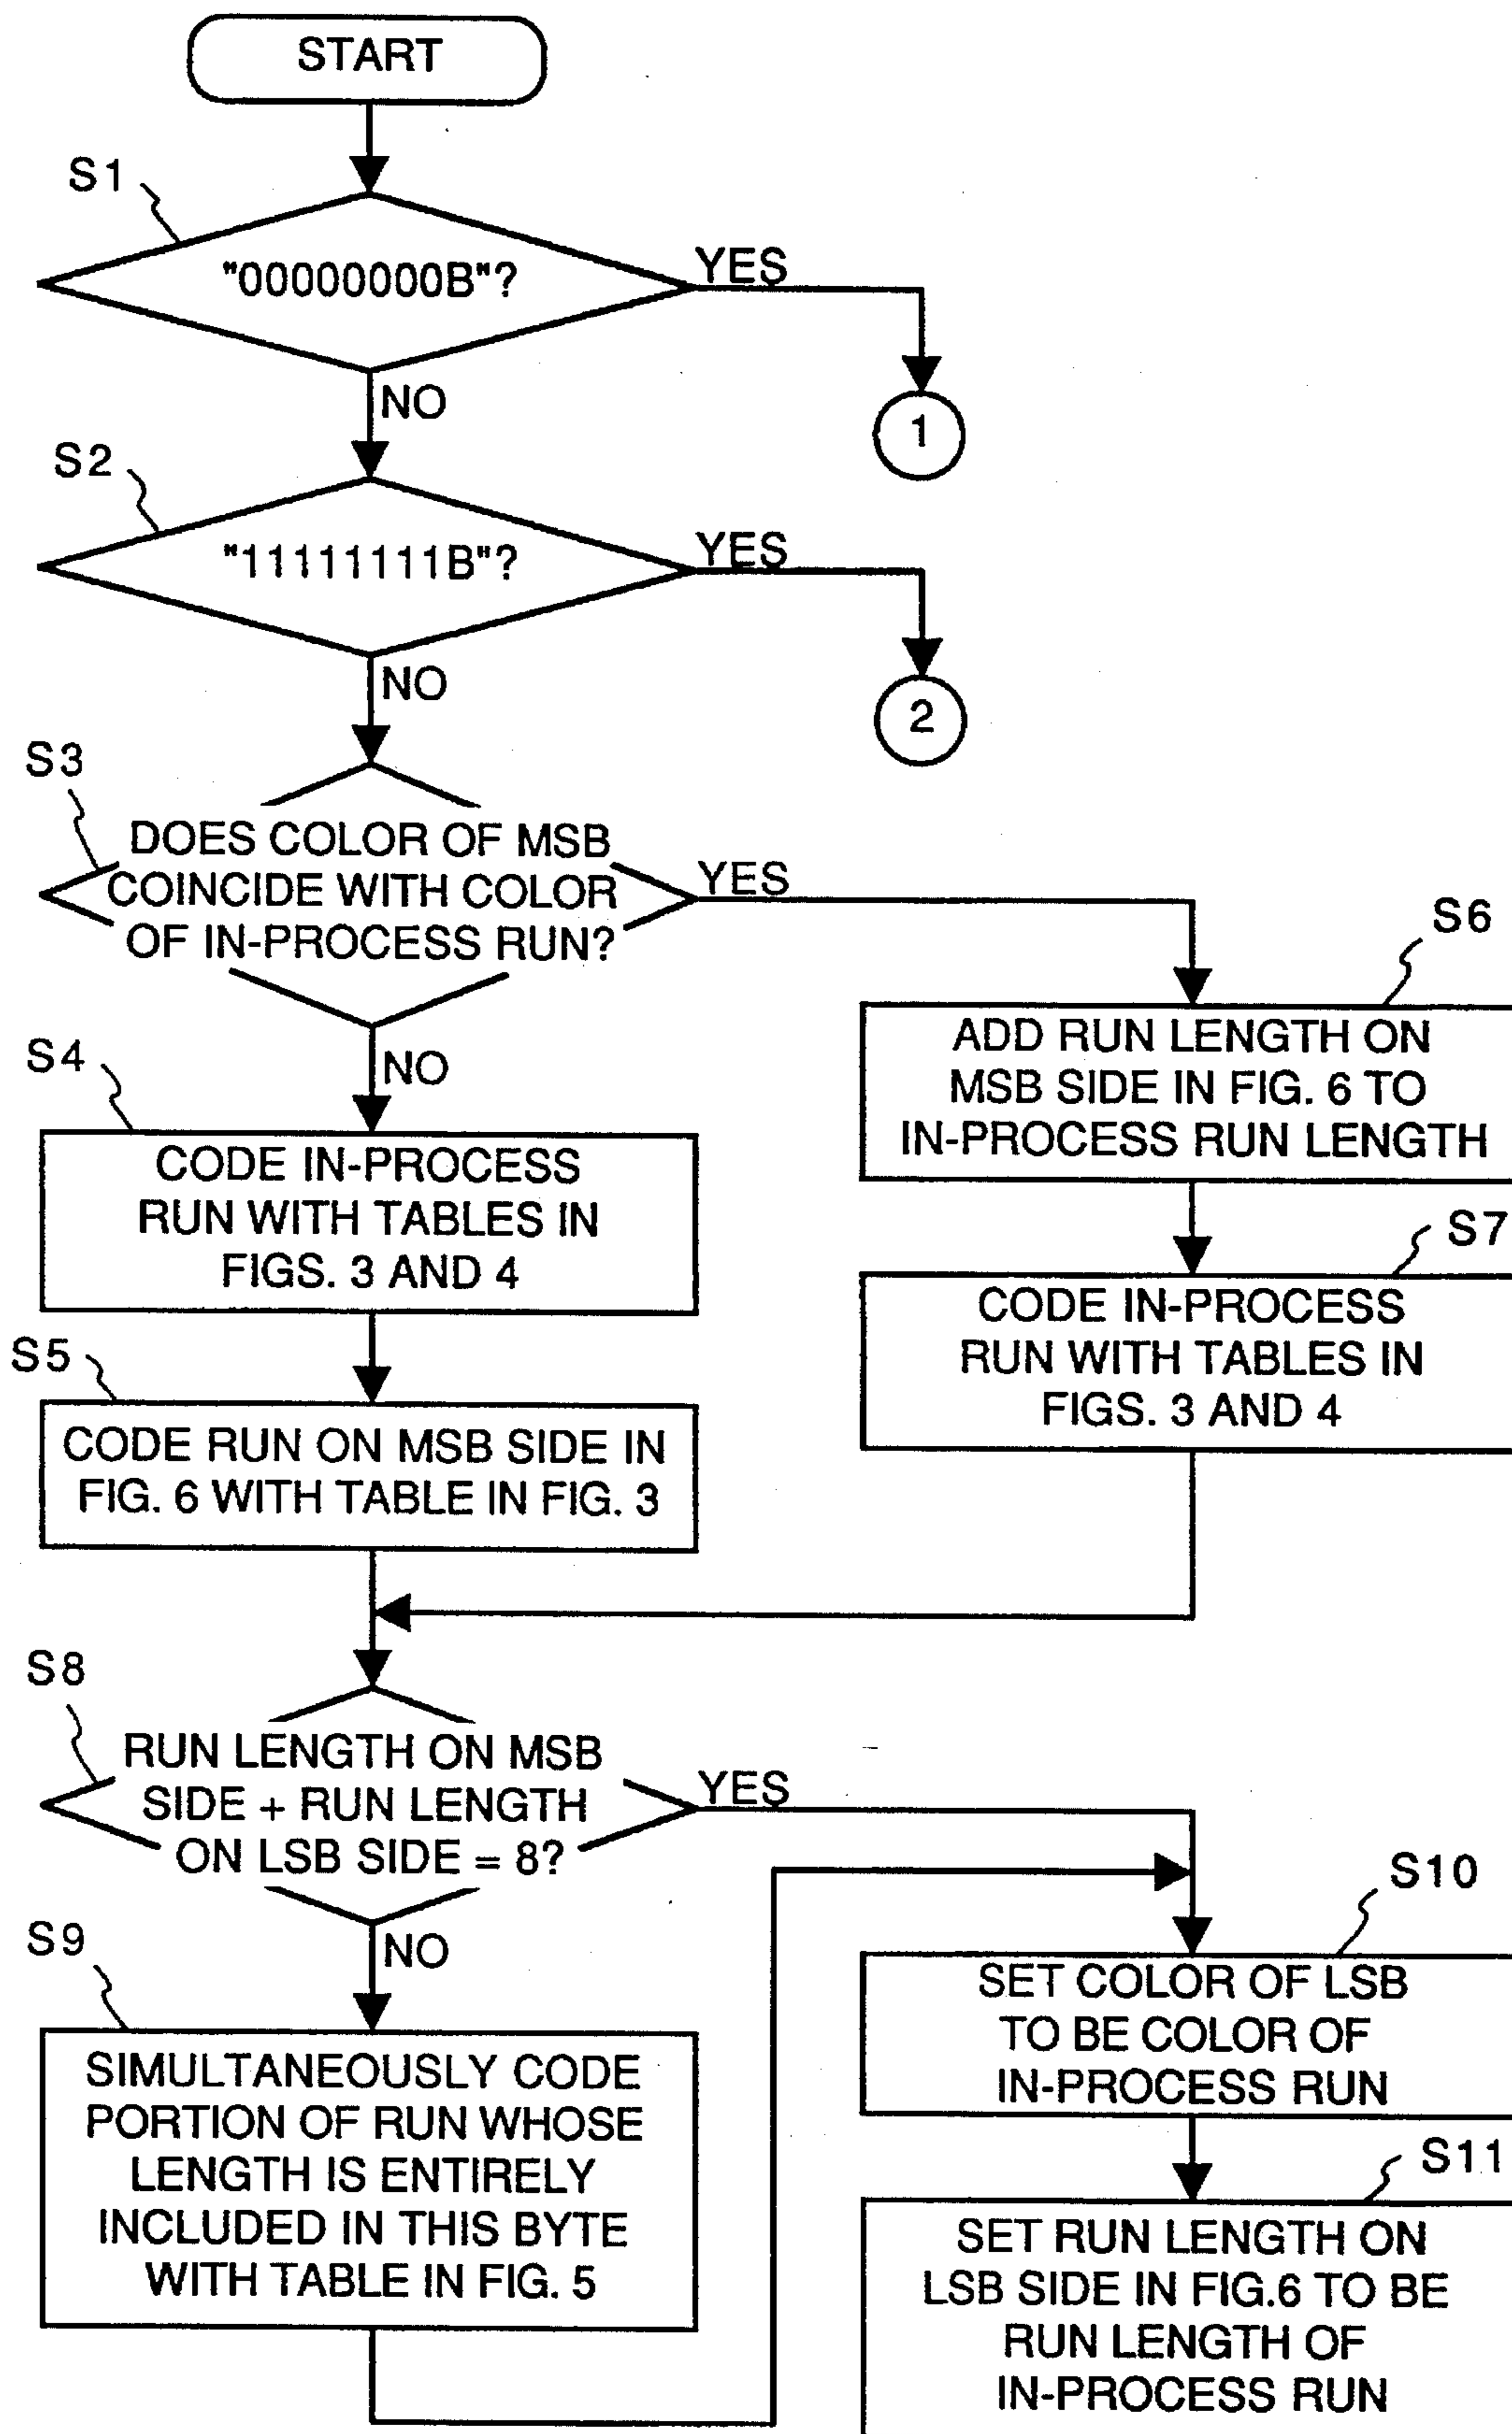 START
S1
"00000000B"?
YES
1
NO
S2
"11111111B"?
YES
2
NO
S3
DOES COLOR OF MSB
COINCIDE WITH COLOR
OF IN-PROCESS RUN?
YES
NO
S6
ADD RUN LENGTH ON
MSB SIDE IN FIG. 6 TO
IN-PROCESS RUN LENGTH
S4
CODE IN-PROCESS
RUN WITH TABLES IN
FIGS. 3 AND 4
S7
CODE IN-PROCESS
RUN WITH TABLES IN
FIGS. 3 AND 4
S5
CODE RUN ON MSB SIDE IN
FIG. 6 WITH TABLE IN FIG. 3
S8
RUN LENGTH ON MSB
SIDE + RUN LENGTH
ON LSB SIDE = 8?
YES
NO
S9
SIMULTANEOUSLY CODE
PORTION OF RUN WHOSE
LENGTH IS ENTIRELY
INCLUDED IN THIS BYTE
WITH TABLE IN FIG. 5
S10
SET COLOR OF LSB
TO BE COLOR OF
IN-PROCESS RUN
S11
SET RUN LENGTH ON
LSB SIDE IN FIG.6 TO BE
RUN LENGTH OF
IN-PROCESS RUN